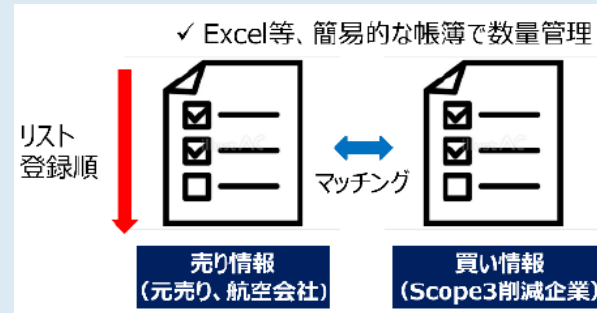 ✓ Excel等、簡易的な帳簿で数量管理
リスト
登録順
マッチング
売り情報
(元売り、航空会社)
買い情報
(Scope3削減企業)